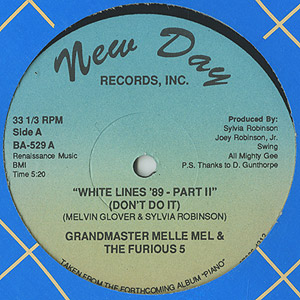 New Day
RECORDS, INC.
33 1/3 RPM
Side A
BA-529 A
Renaissance Music
BMI
Time 5:20
Produced By:
Sylvia Robinson
Joey Robinson, Jr.
Swing
All Mighty Gee
P.S. Thanks to D. Gunthorpe
"WHITE LINES '89 - PART II"
(DON'T DO IT)
(MELVIN GLOVER & SYLVIA ROBINSON)
GRANDMASTER MELLE MEL &
THE FURIOUS 5
TAKEN FROM THE FORTHCOMING ALBUM "PIANO"